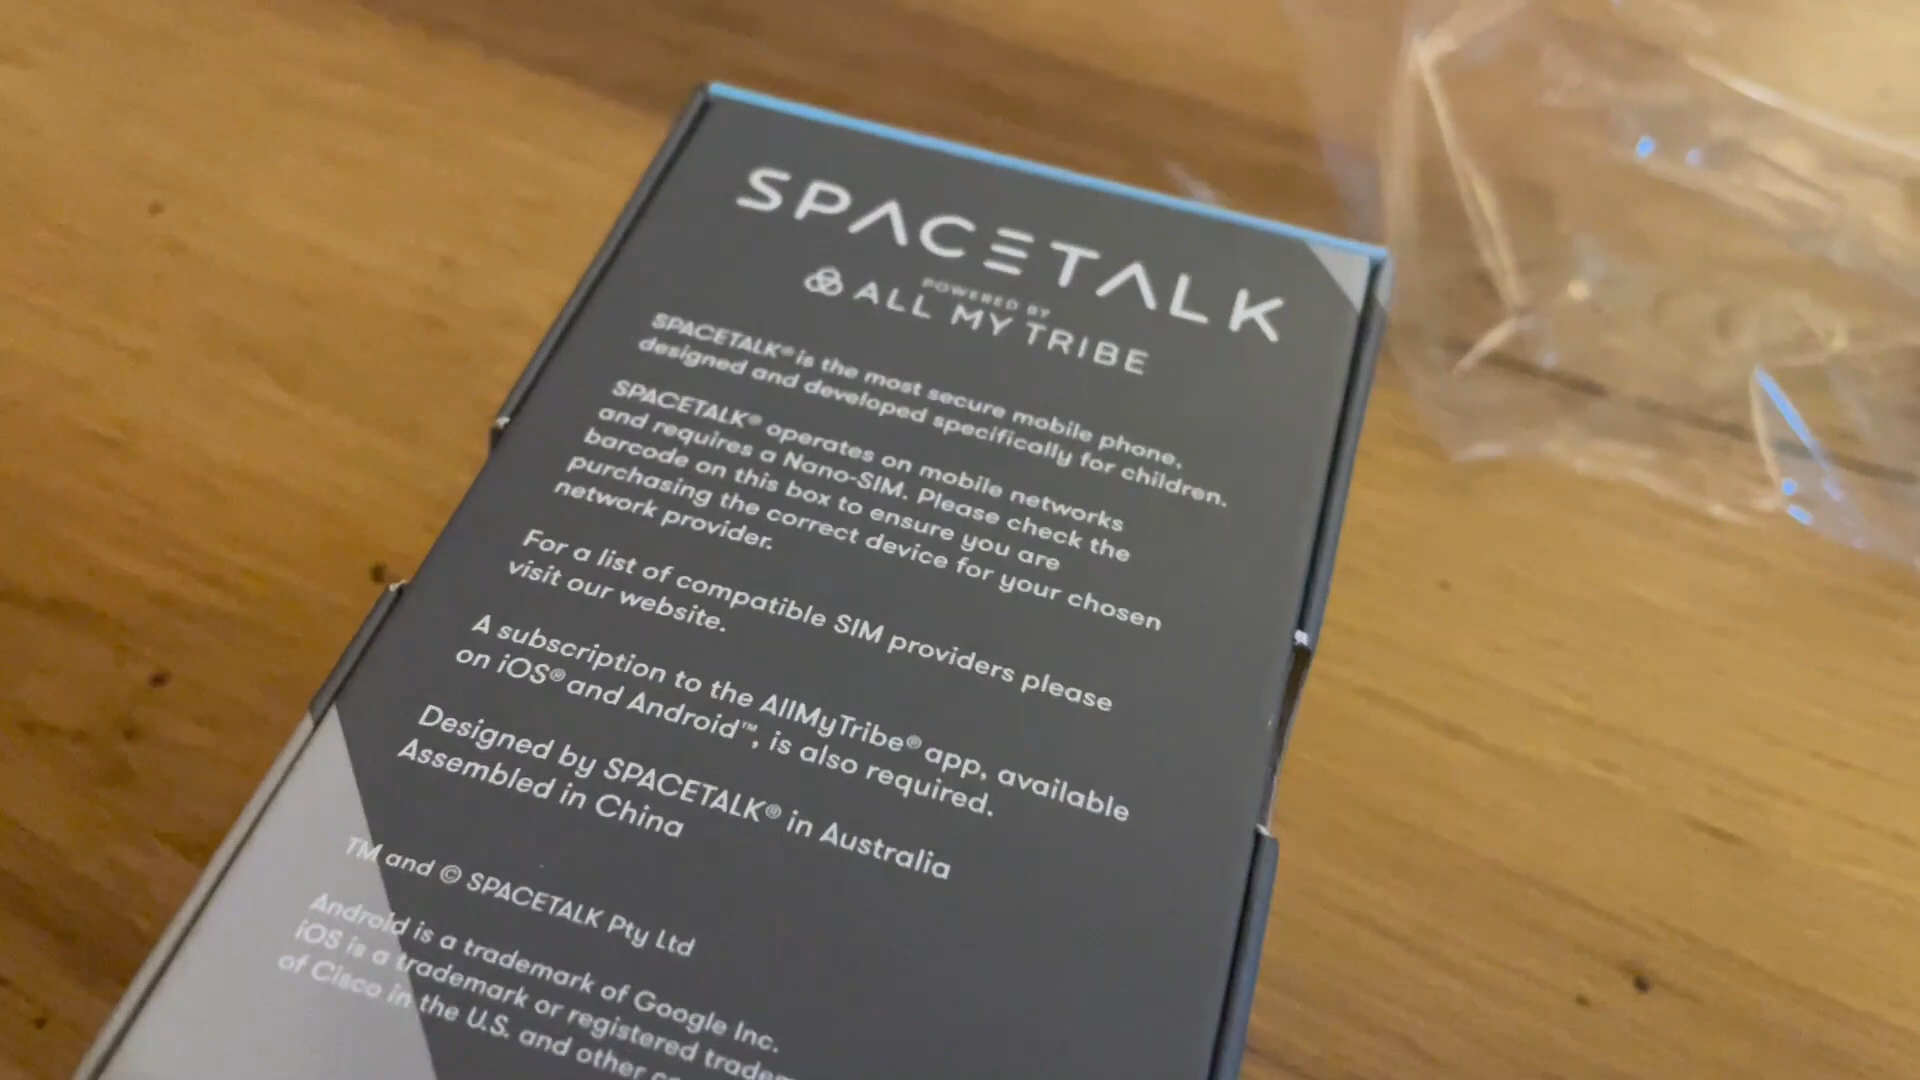 SPACETALK
POWERED BY
ALL MY TRIBE
SPACETALK® is the most secure mobile phone,
designed and developed specifically for children.
SPACETALK® operates on mobile networks
and requires a Nano-SIM. Please check the
barcode on this box to ensure you are
purchasing the correct device for your chosen
network provider.
For a list of compatible SIM providers please
visit our website.
A subscription to the AllMyTribe® app, available
on iOS® and Android™, is also required.
Designed by SPACETALK® in Australia
Assembled in China
TM and © SPACETALK Pty Ltd
Android is a trademark of Google Inc.
iOS is a trademark or registered tradem
of Cisco in the U.S. and other